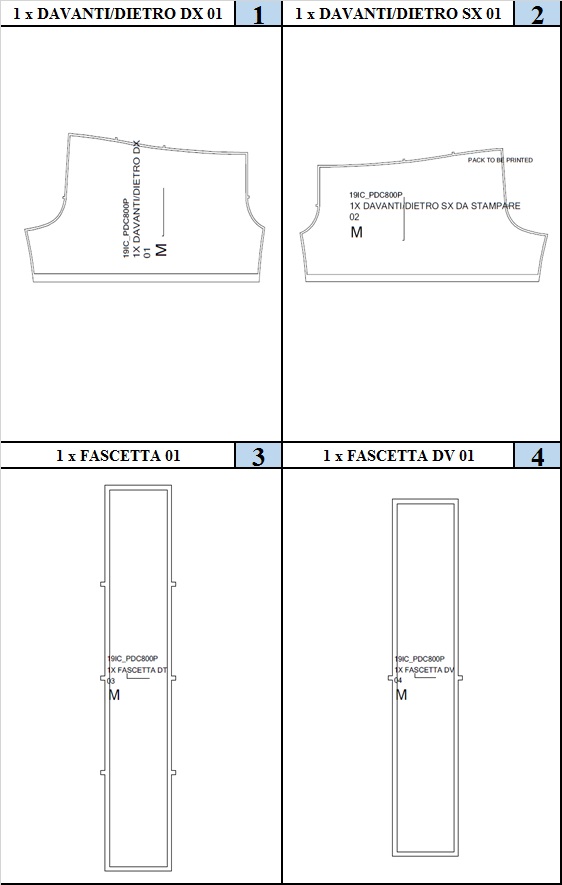 1 x DAVANTI/DIETRO DX 01
1
1 x DAVANTI/DIETRO SX 01
2
19IC_PDC800P
1X DAVANTI/DIETRO DX
01
M
PACK TO BE PRINTED
19IC_PDC800P
1X DAVANTI/DIETRO SX DA STAMPARE
02
M
1 x FASCETTA 01
3
1 x FASCETTA DV 01
4
19IC_PDC800P
1X FASCETTA DT
03
M
19IC_PDC800P
1X FASCETTA DV
04
M